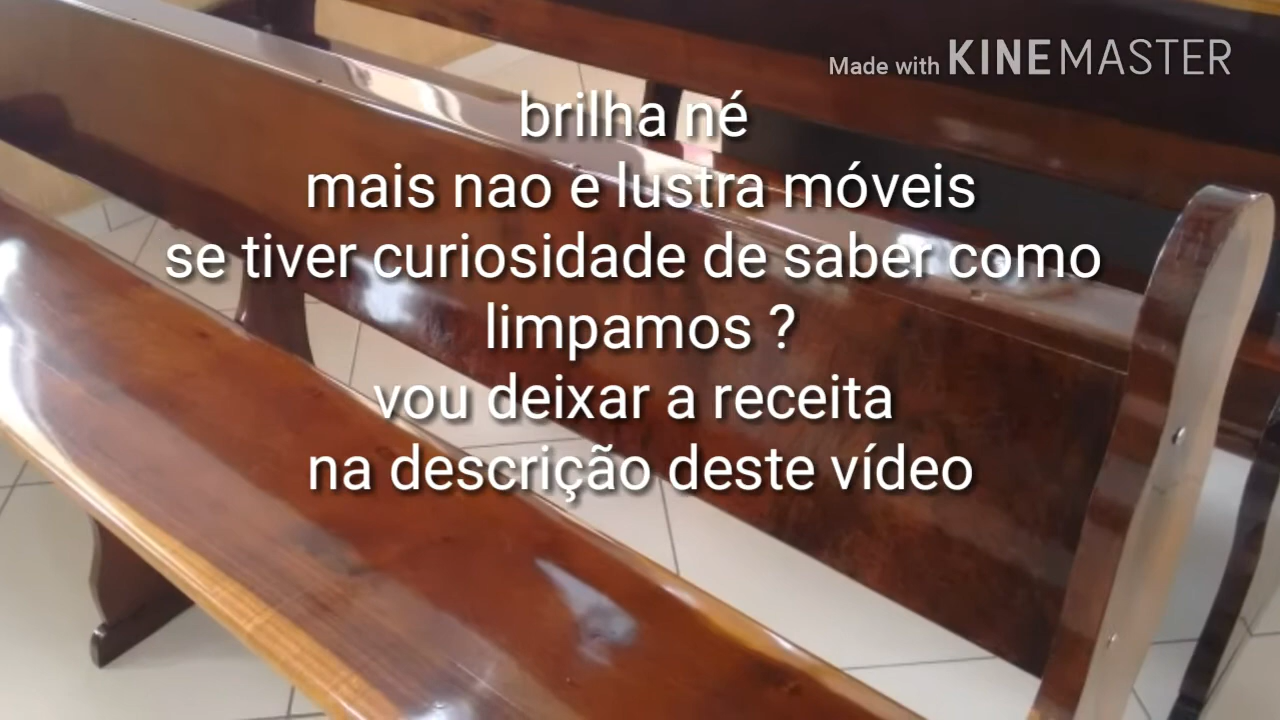 Made with KINEMASTER
brilha né
mais nao e lustra móveis
se tiver curiosidade de saber como
limpamos ?
vou deixar a receita
na descrição deste vídeo